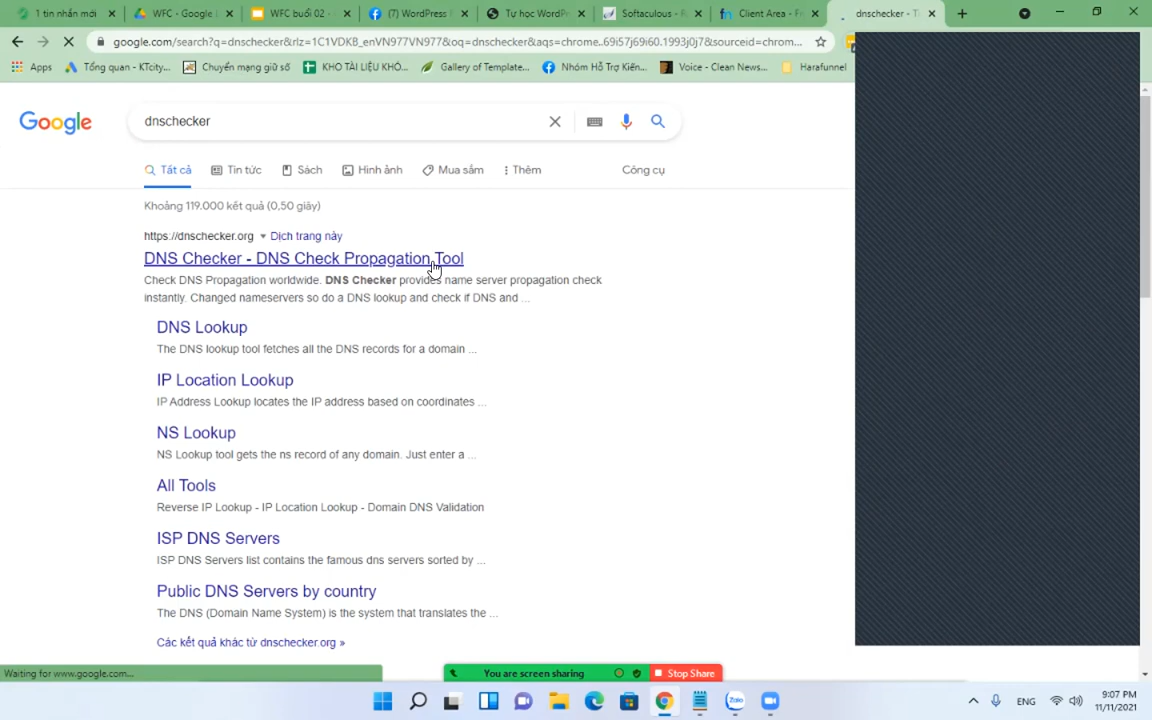 1 tin nhắn mới
WFC - Google
WFC buổi 02 -
(7) WordPress
Tự học WordP
Softaculous - F
Client Area - F
dnschecker - T
google.com/search?q=dnschecker&rlz=1C1VDKB_enVN977VN977&oq=dnschecker&aqs=chrome..69i57j69i60.1993j0j7&sourceid=chrom...
Apps
Tổng quan - KTcity...
Chuyển mạng giữ số
KHO TÀI LIỆU KHÓ...
Gallery of Template...
Nhóm Hỗ Trợ Kiến...
Voice - Clean News...
Harafunnel
Google
dnschecker
Tất cả
Tin tức
Sách
Hình ảnh
Mua sắm
Thêm
Công cụ
Khoảng 119.000 kết quả (0,50 giây)
https://dnschecker.org
Dịch trang này
DNS Checker - DNS Check Propagation Tool
Check DNS Propagation worldwide. DNS Checker provides name server propagation check
instantly. Changed nameservers so do a DNS lookup and check if DNS and ...
DNS Lookup
The DNS lookup tool fetches all the DNS records for a domain ...
IP Location Lookup
IP Address Lookup locates the IP address based on coordinates ...
NS Lookup
NS Lookup tool gets the ns record of any domain. Just enter a ...
All Tools
Reverse IP Lookup - IP Location Lookup - Domain DNS Validation
ISP DNS Servers
ISP DNS Servers list contains the famous dns servers sorted by ...
Public DNS Servers by country
The DNS (Domain Name System) is the system that translates the ...
Các kết quả khác từ dnschecker.org »
Waiting for www.google.com...
You are screen sharing
Stop Share
Zalo
ENG
9:07 PM
11/11/2021